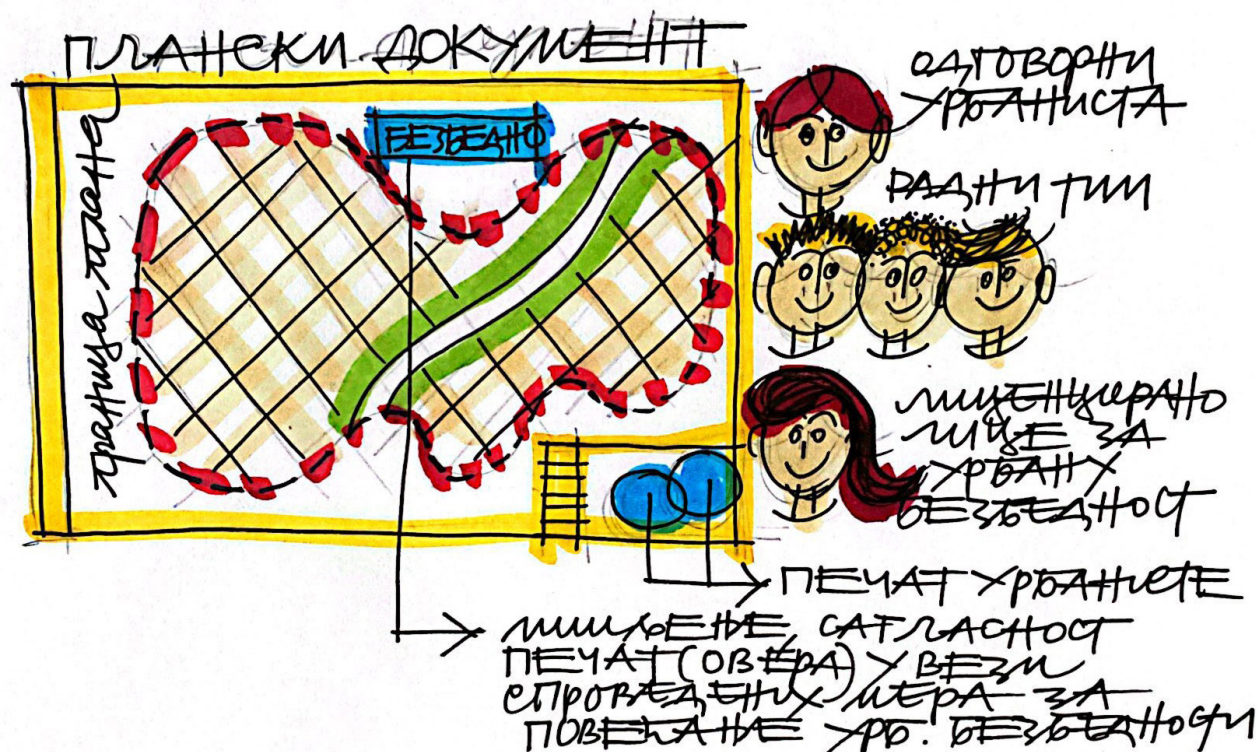 ПЛАНСКИ ДОКУМЕНТ
граница плана
БЕЗБЕДНО
ОДГОВОРНИ
УРБАНИСТА
РАДНИ ТИМ
ЛИЦЕНЦИРАНО
ЛИЦЕ ЗА
УРБАНУ
БЕЗБЕДНОСТ
ПЕЧАТ УРБАНИСТЕ
МИШЉЕЊЕ, САГЛАСНОСТ
ПЕЧАТ (ОВЕРА) У ВЕЗИ
СПРОВЕДЕНИХ МЕРА ЗА
ПОВЕЋАЊЕ УРБ. БЕЗБЕДНОСТИ